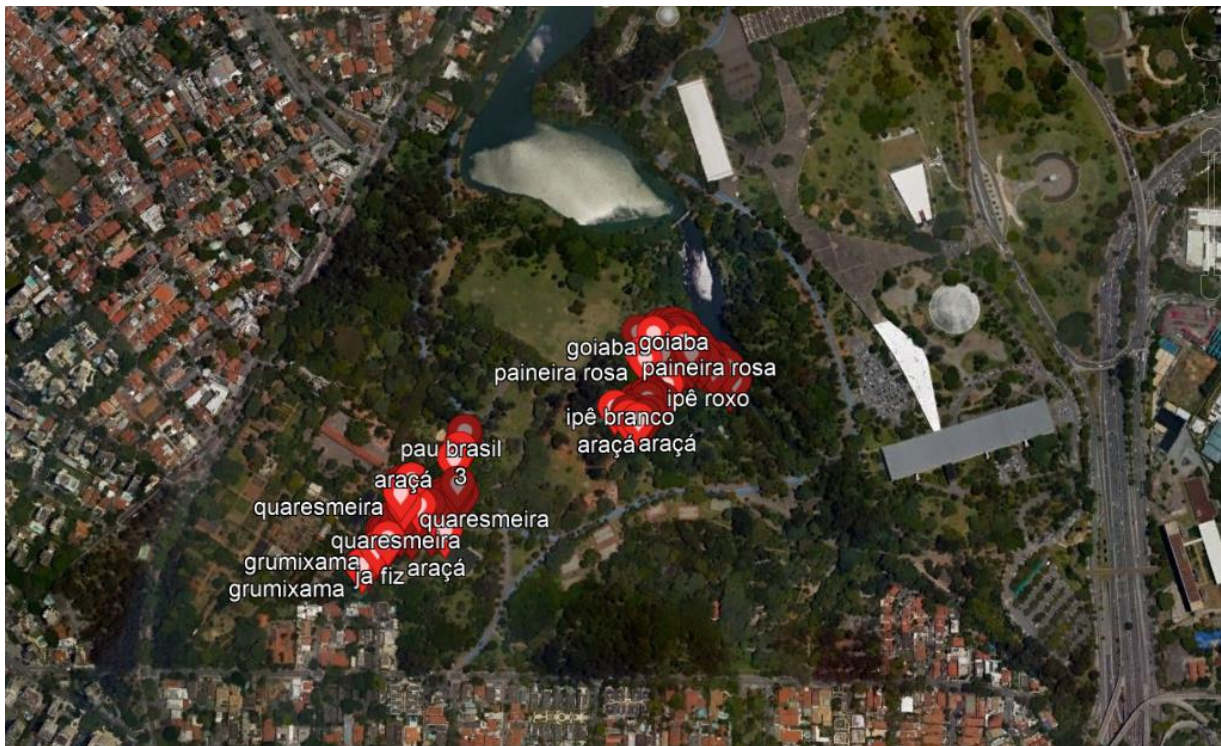 goiaba
goiaba
paineira rosa
paineira rosa
ipê roxo
ipê branco
araçá
araçá
pau brasil
araçá
3
quaresmeira
quaresmeira
quaresmeira
grumixama
ja fiz
araçá
grumixama